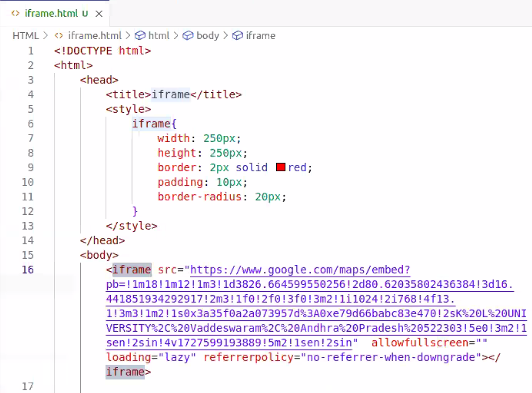 iframe.html U ×
HTML > iframe.html > html > body > iframe
1 <!DOCTYPE html>
2 <html>
3 <head>
4 <title>iframe</title>
5 <style>
6 iframe{
7 width: 250px;
8 height: 250px;
9 border: 2px solid red;
10 padding: 10px;
11 border-radius: 20px;
12 }
13 </style>
14 </head>
15 <body>
16 <iframe src="https://www.google.com/maps/embed?
pb=!1m18!1m12!1m3!1d3826.664599550256!2d80.62035802436384!3d16.
441851934292917!2m3!1f0!2f0!3f0!3m2!1i1024!2i768!4f13.
1!3m3!1m2!1s0x3a35f0a2a073957d%3A0xe79d66babc83e470!2sK%20L%20UNI
VERSITY%2C%20Vaddeswaram%2C%20Andhra%20Pradesh%20522303!5e0!3m2!1
sen!2sin!4v1727599193889!5m2!1sen!2sin"  allowfullscreen=""
loading="lazy" referrerpolicy="no-referrer-when-downgrade"></
iframe>
17